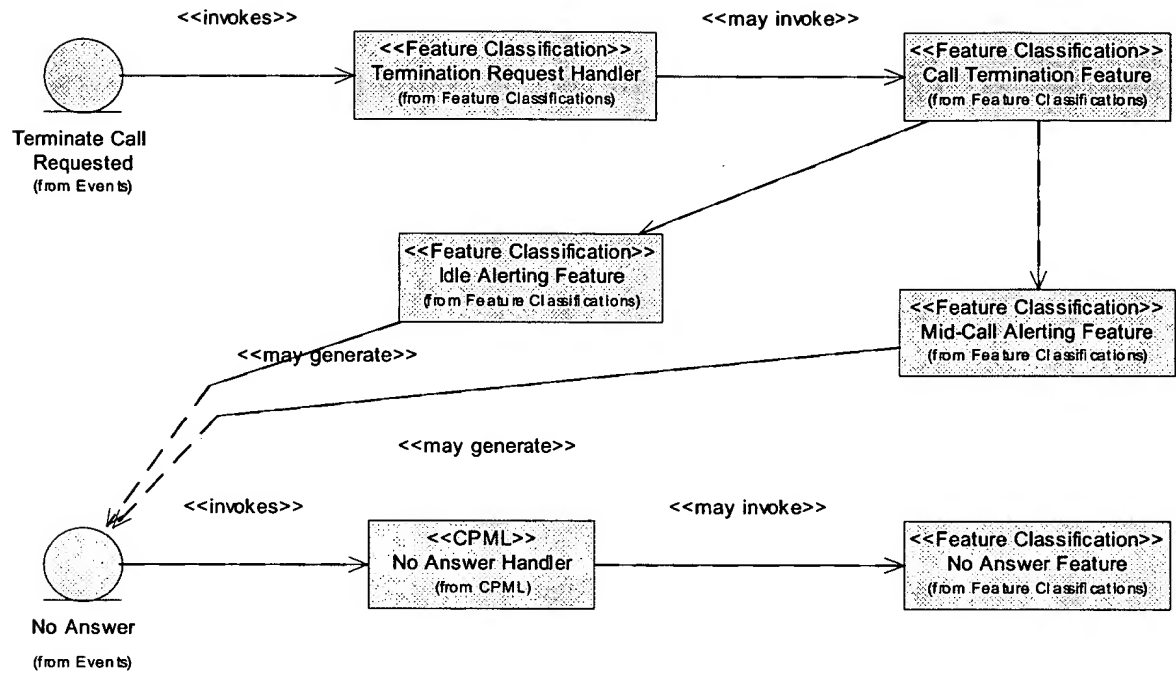 <<invokes>>
<<may invoke>>
<<Feature Classification>>
Termination Request Handler
(from Feature Classifications)
<<Feature Classification>>
Call Termination Feature
(from Feature Classifications)
Terminate Call
Requested
(from Events)
<<Feature Classification>>
Idle Alerting Feature
(from Feature Classifications)
<<Feature Classification>>
Mid-Call Alerting Feature
(from Feature Classifications)
<<may generate>>
<<may generate>>
<<invokes>>
<<may invoke>>
<<CPML>>
No Answer Handler
(from CPML)
<<Feature Classification>>
No Answer Feature
(from Feature Classifications)
No Answer
(from Events)